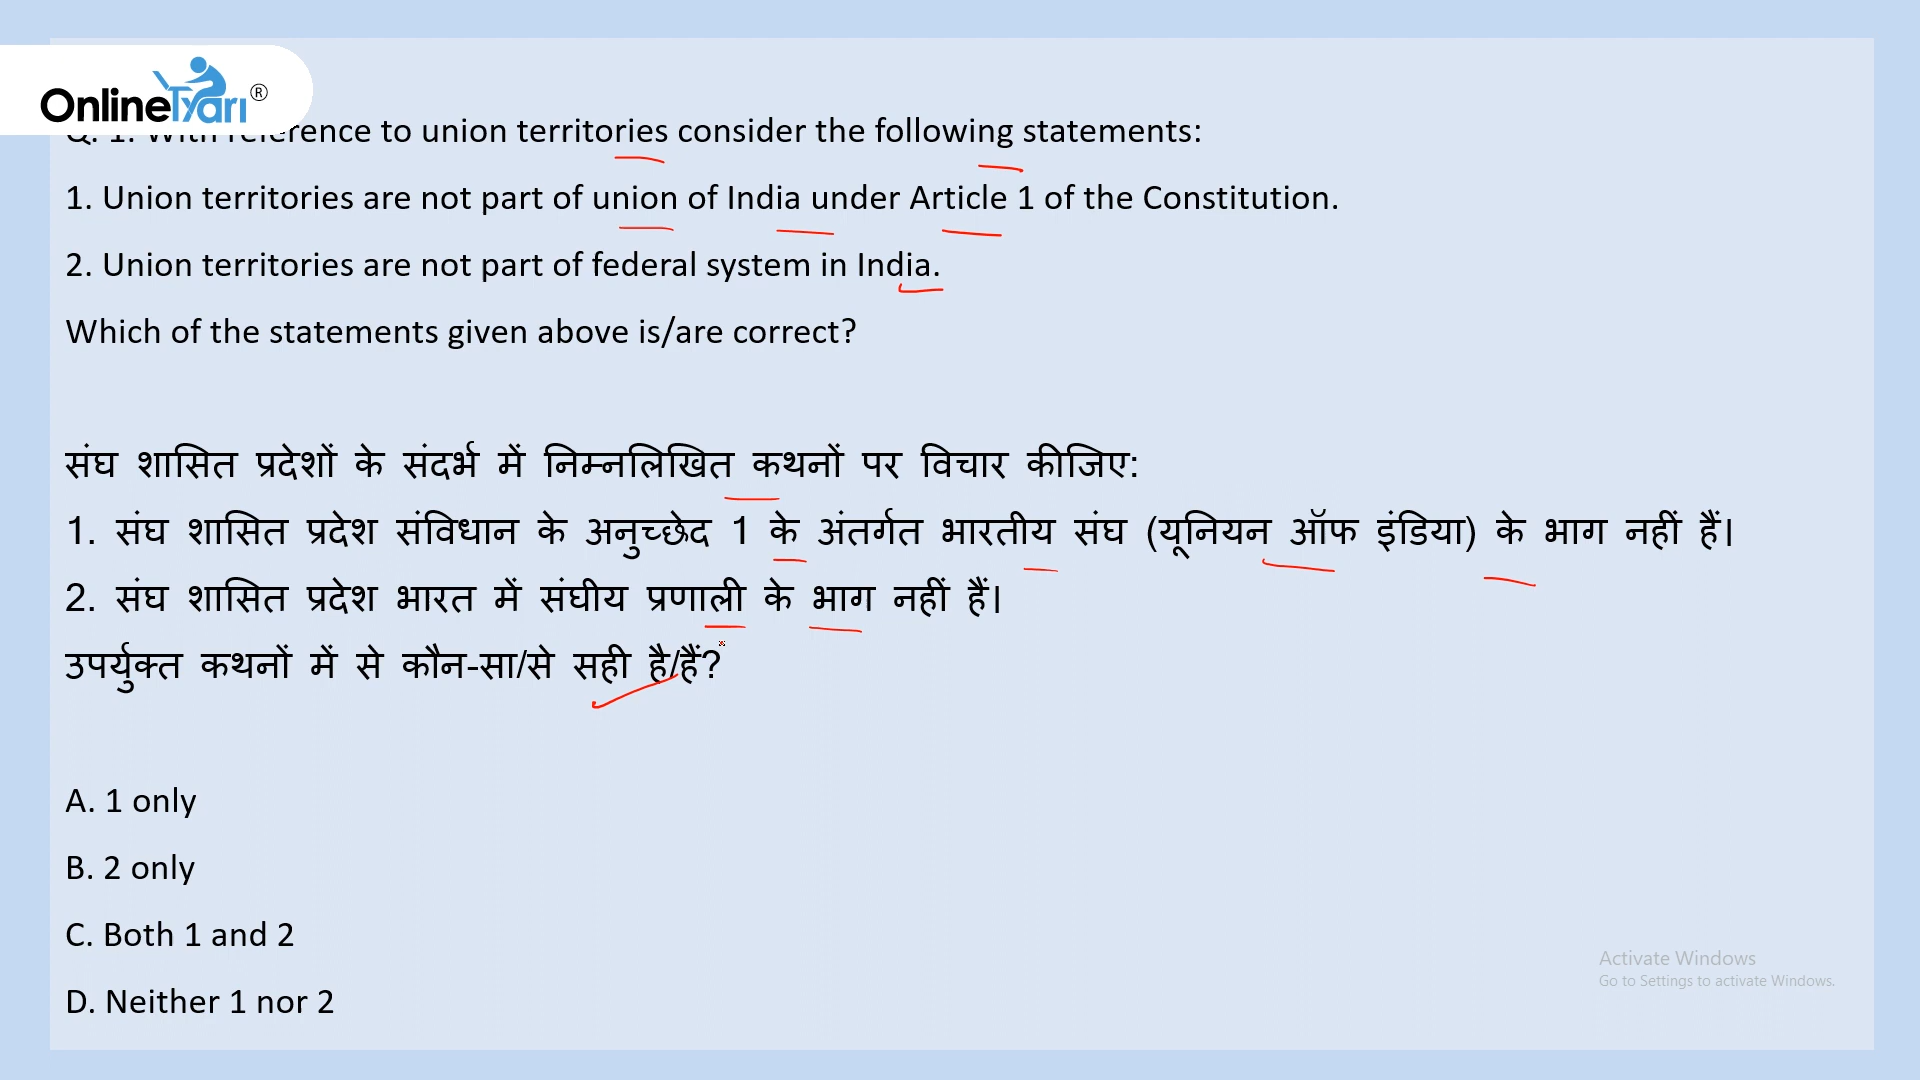 OnlineTyari®
Q. 1. With reference to union territories consider the following statements:
1. Union territories are not part of union of India under Article 1 of the Constitution.
2. Union territories are not part of federal system in India.
Which of the statements given above is/are correct?
संघ शासित प्रदेशों के संदर्भ में निम्नलिखित कथनों पर विचार कीजिए:
1. संघ शासित प्रदेश संविधान के अनुच्छेद 1 के अंतर्गत भारतीय संघ (यूनियन ऑफ इंडिया) के भाग नहीं हैं।
2. संघ शासित प्रदेश भारत में संघीय प्रणाली के भाग नहीं हैं।
उपर्युक्त कथनों में से कौन-सा/से सही है/हैं?
A. 1 only
B. 2 only
C. Both 1 and 2
D. Neither 1 nor 2
Activate Windows
Go to Settings to activate Windows.